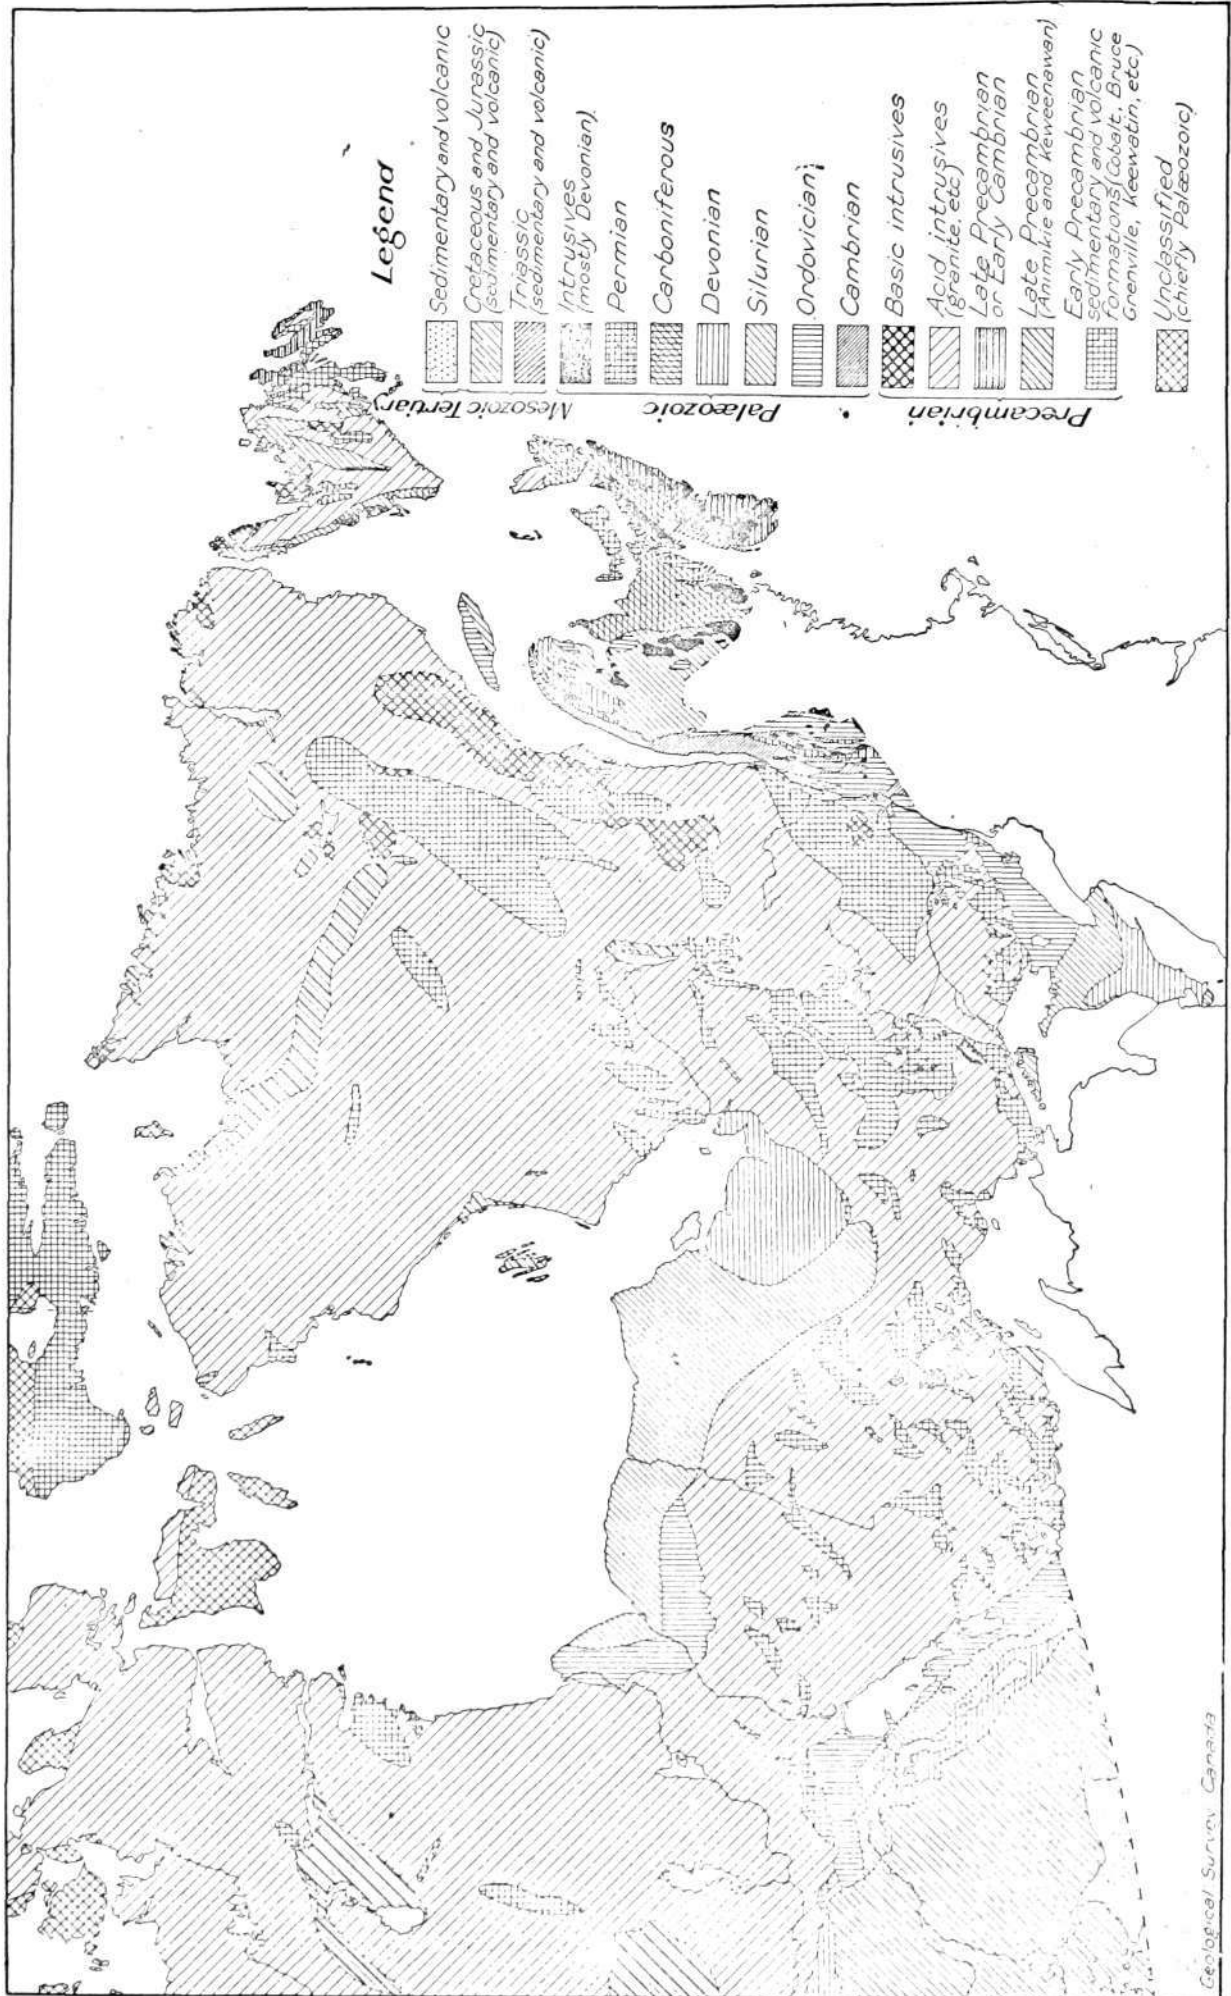 Legend
Tertiary
Sedimentary and volcanic
Mesozoic
Cretaceous and Jurassic
(sedimentary and volcanic)
Triassic
(sedimentary and volcanic)
Palæozoic
Intrusives
(mostly Devonian)
Permian
Carboniferous
Devonian
Silurian
Ordovician
Cambrian
Precambrian
Basic intrusives
Acid intrusives
(granite, etc)
Late Precambrian
or Early Cambrian
Late Precambrian
(Animikie and Keweenawan)
Early Precambrian
sedimentary and volcanic
formations (Cobalt, Bruce
Grenville, Keewatin, etc)
Unclassified
(chiefly Palæozoic)
Geological Survey Canada